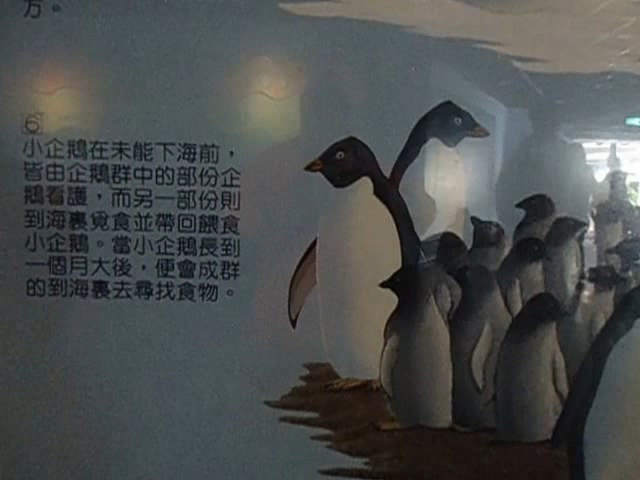 方。
6
小企鵝在未能下海前，
皆由企鵝群中的部份企
鵝看護，而另一部份則
到海裏覓食並帶回餵食
小企鵝。當小企鵝長到
一個月大後，便會成群
的到海裏去尋找食物。